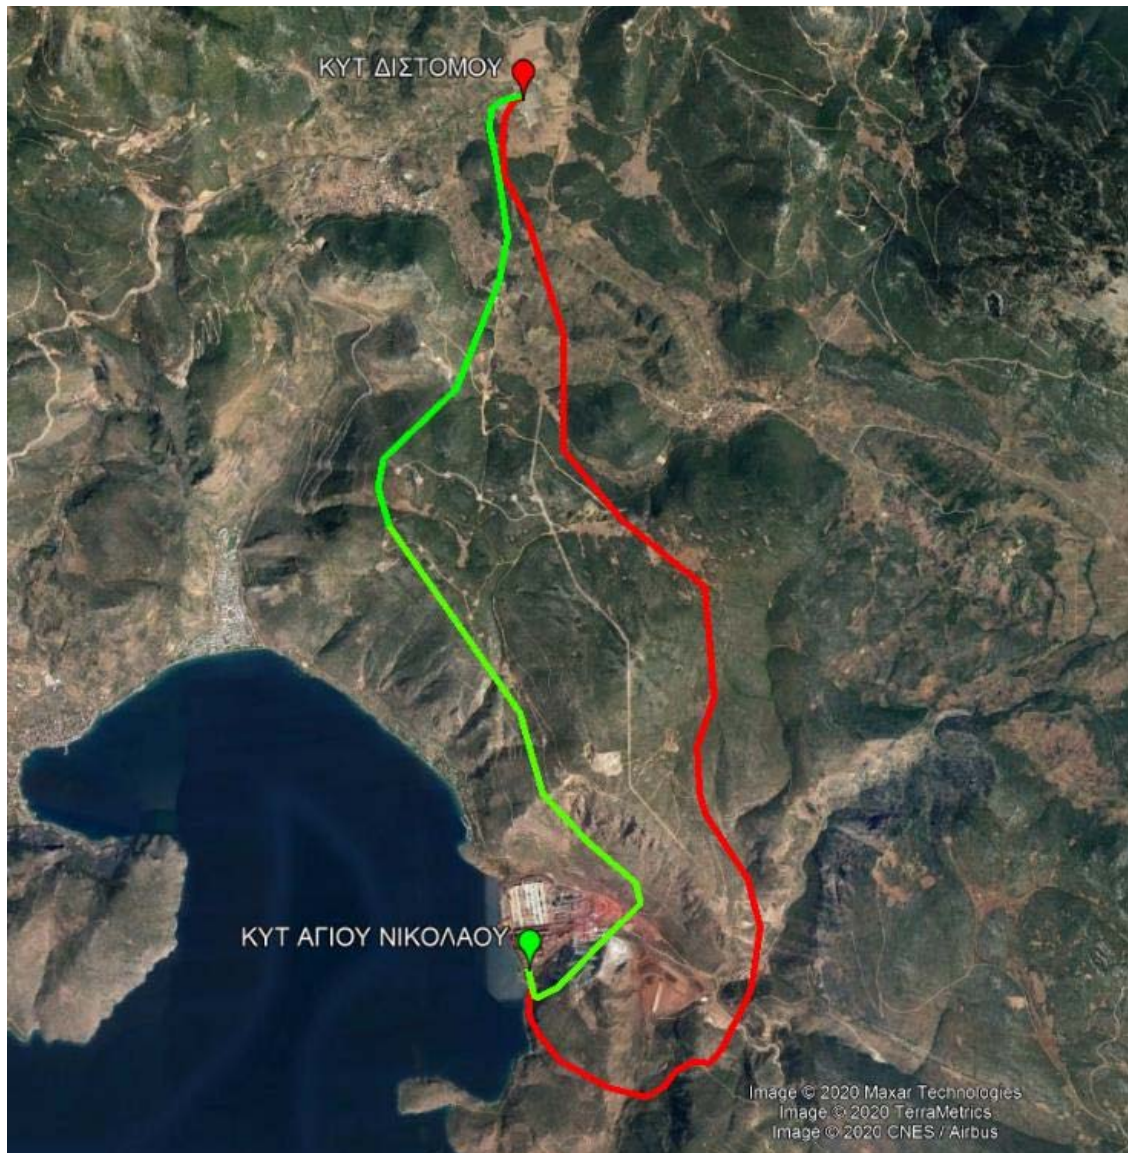 ΚΥΤ ΔΙΣΤΟΜΟΥ
ΚΥΤ ΑΓΙΟΥ ΝΙΚΟΛΑΟΥ
Image © 2020 Maxar Technologies
Image © 2020 TerraMetrics
Image © 2020 CNES / Airbus